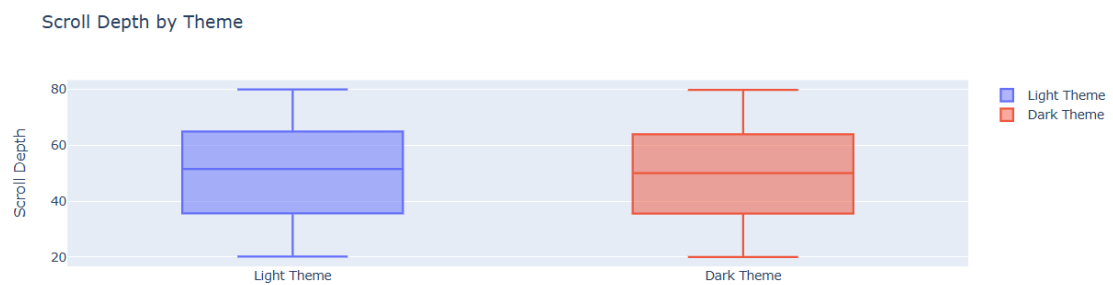 Scroll Depth by Theme
80
60
40
20
Scroll Depth
Light Theme
Dark Theme
Light Theme
Dark Theme